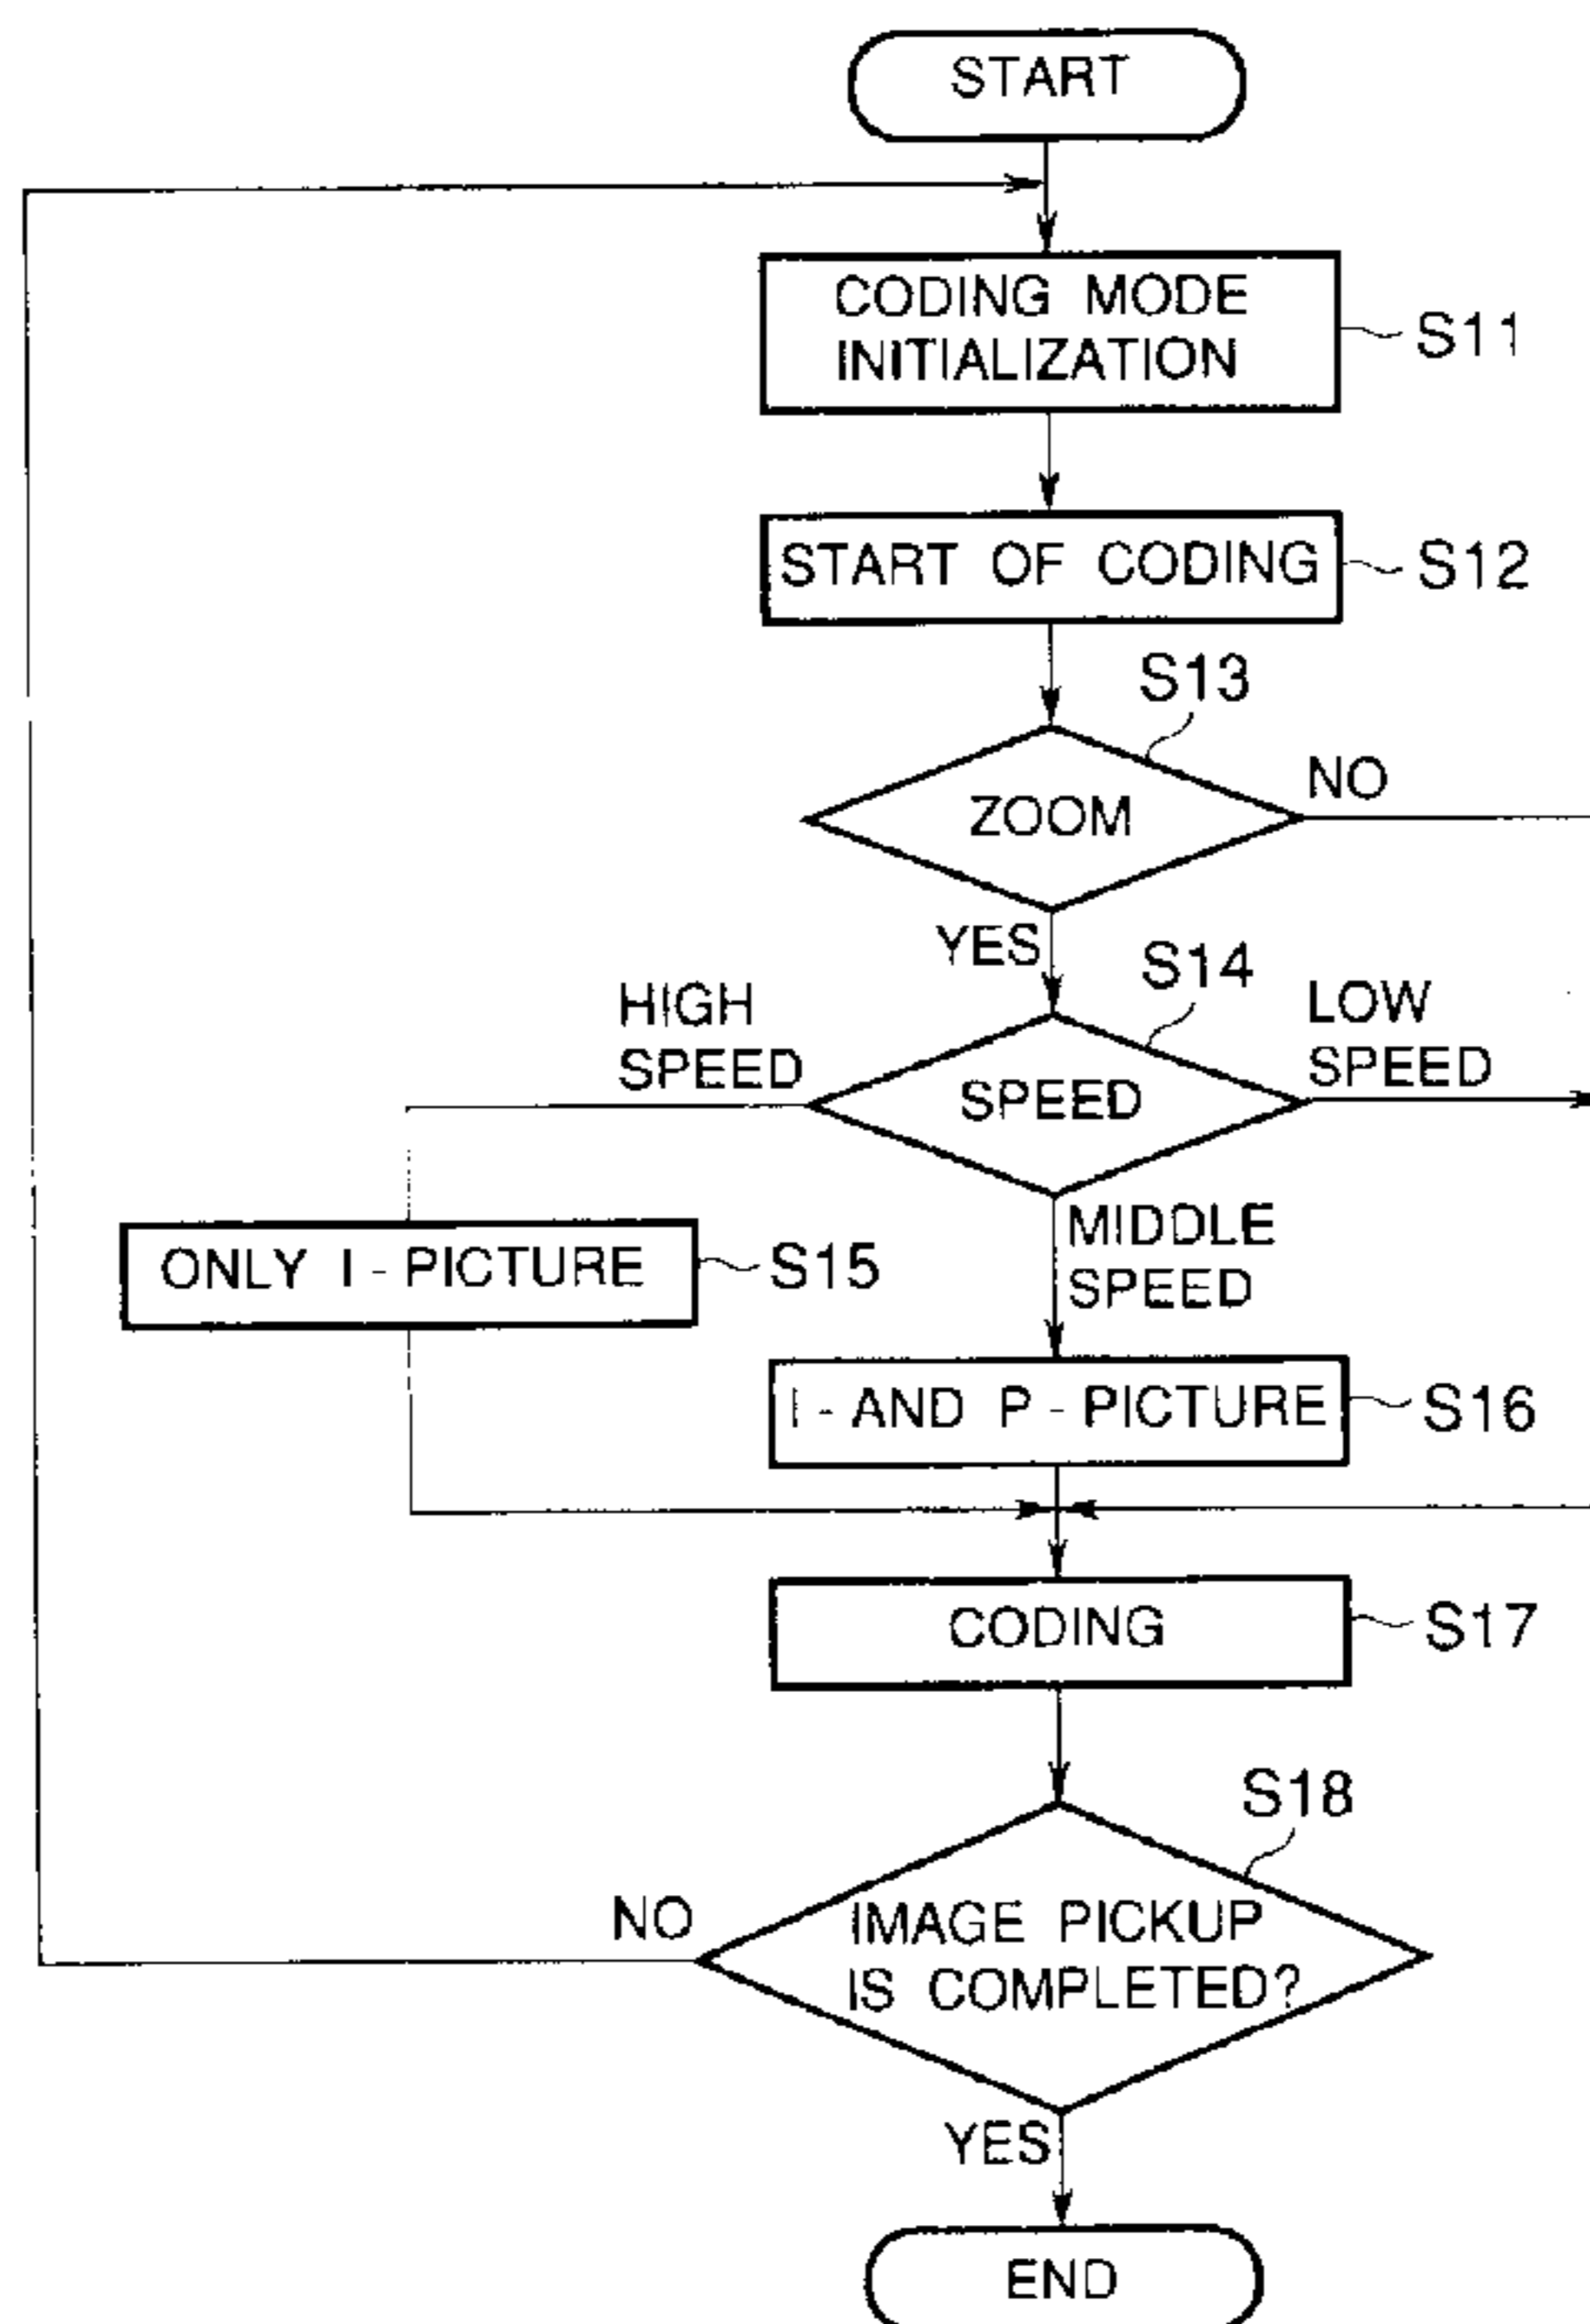 START
CODING MODE
INITIALIZATION
S11
START OF CODING
S12
S13
ZOOM
NO
YES
S14
HIGH
SPEED
LOW
SPEED
SPEED
MIDDLE
SPEED
ONLY I - PICTURE
S15
I - AND P - PICTURE
S16
CODING
S17
S18
NO
IMAGE PICKUP
IS COMPLETED?
YES
END